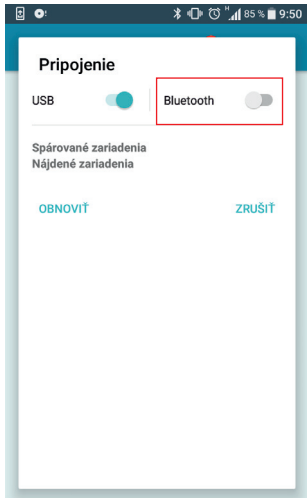 H 85 % 9:50
Pripojenie
USB Bluetooth
Spárované zariadenia
Nájdené zariadenia
OBNOVIŤ ZRUŠIŤ